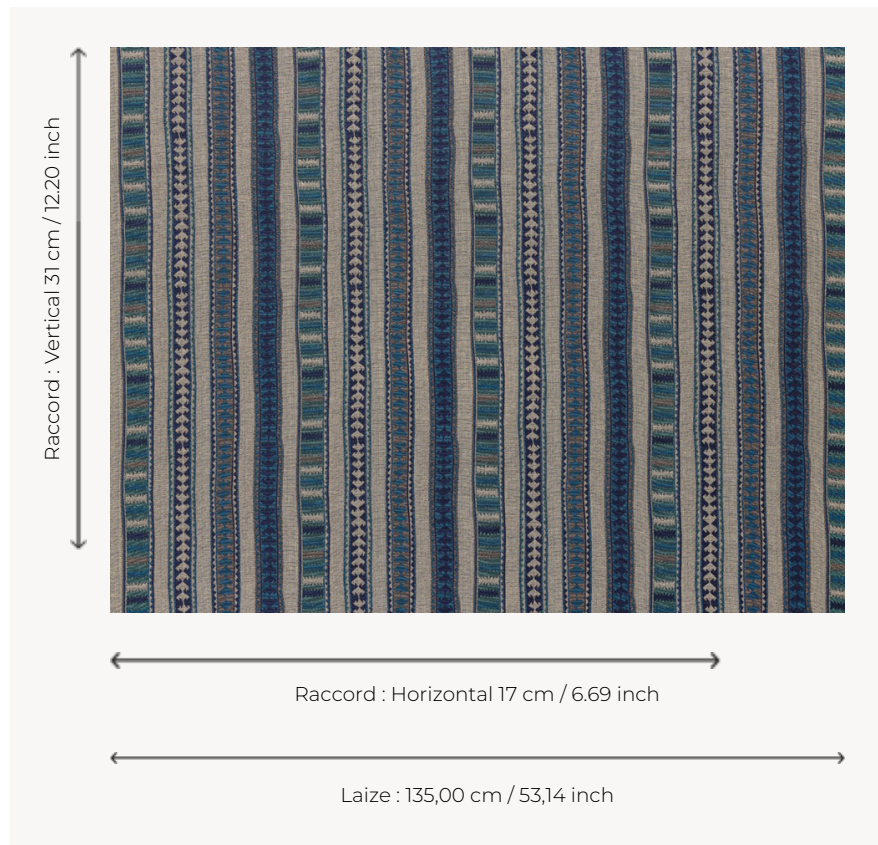 Raccord : Vertical 31 cm / 12.20 inch
Raccord : Horizontal 17 cm / 6.69 inch
Laize : 135,00 cm / 53,14 inch